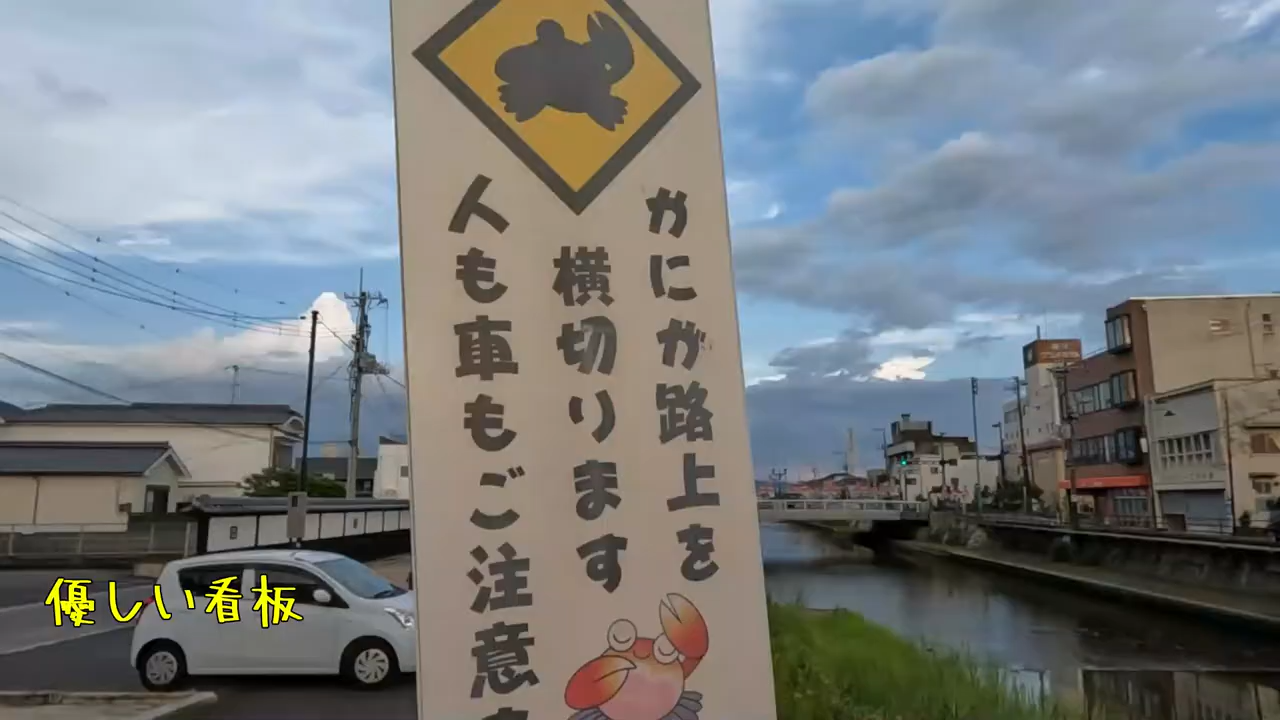 かにが路上を
横切ります
人も車もご注意
優しい看板